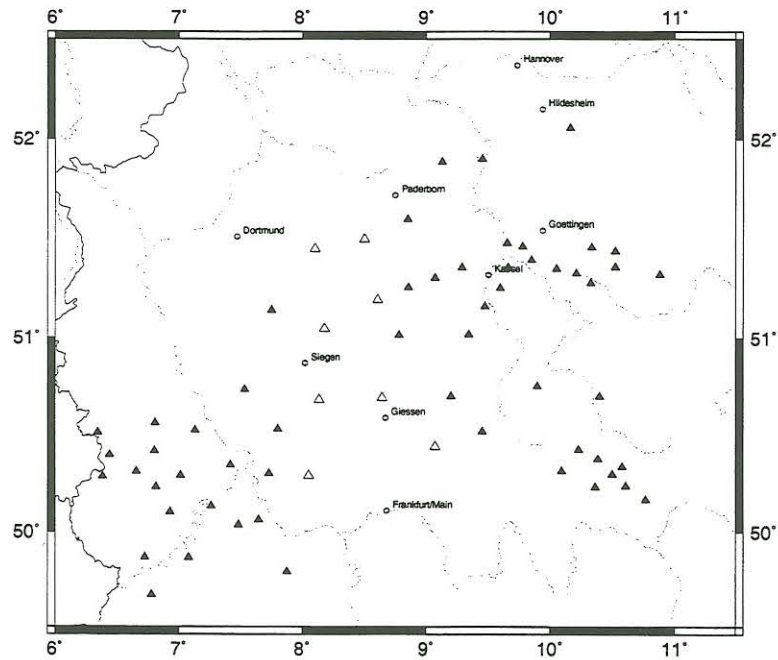 6° 7° 8° 9° 10° 11°
Hannover
Hildesheim
52° 52°
Paderborn
Dortmund
Goettingen
Kassel
51° 51°
Siegen
Giessen
Frankfurt/Main
50° 50°
6° 7° 8° 9° 10° 11°